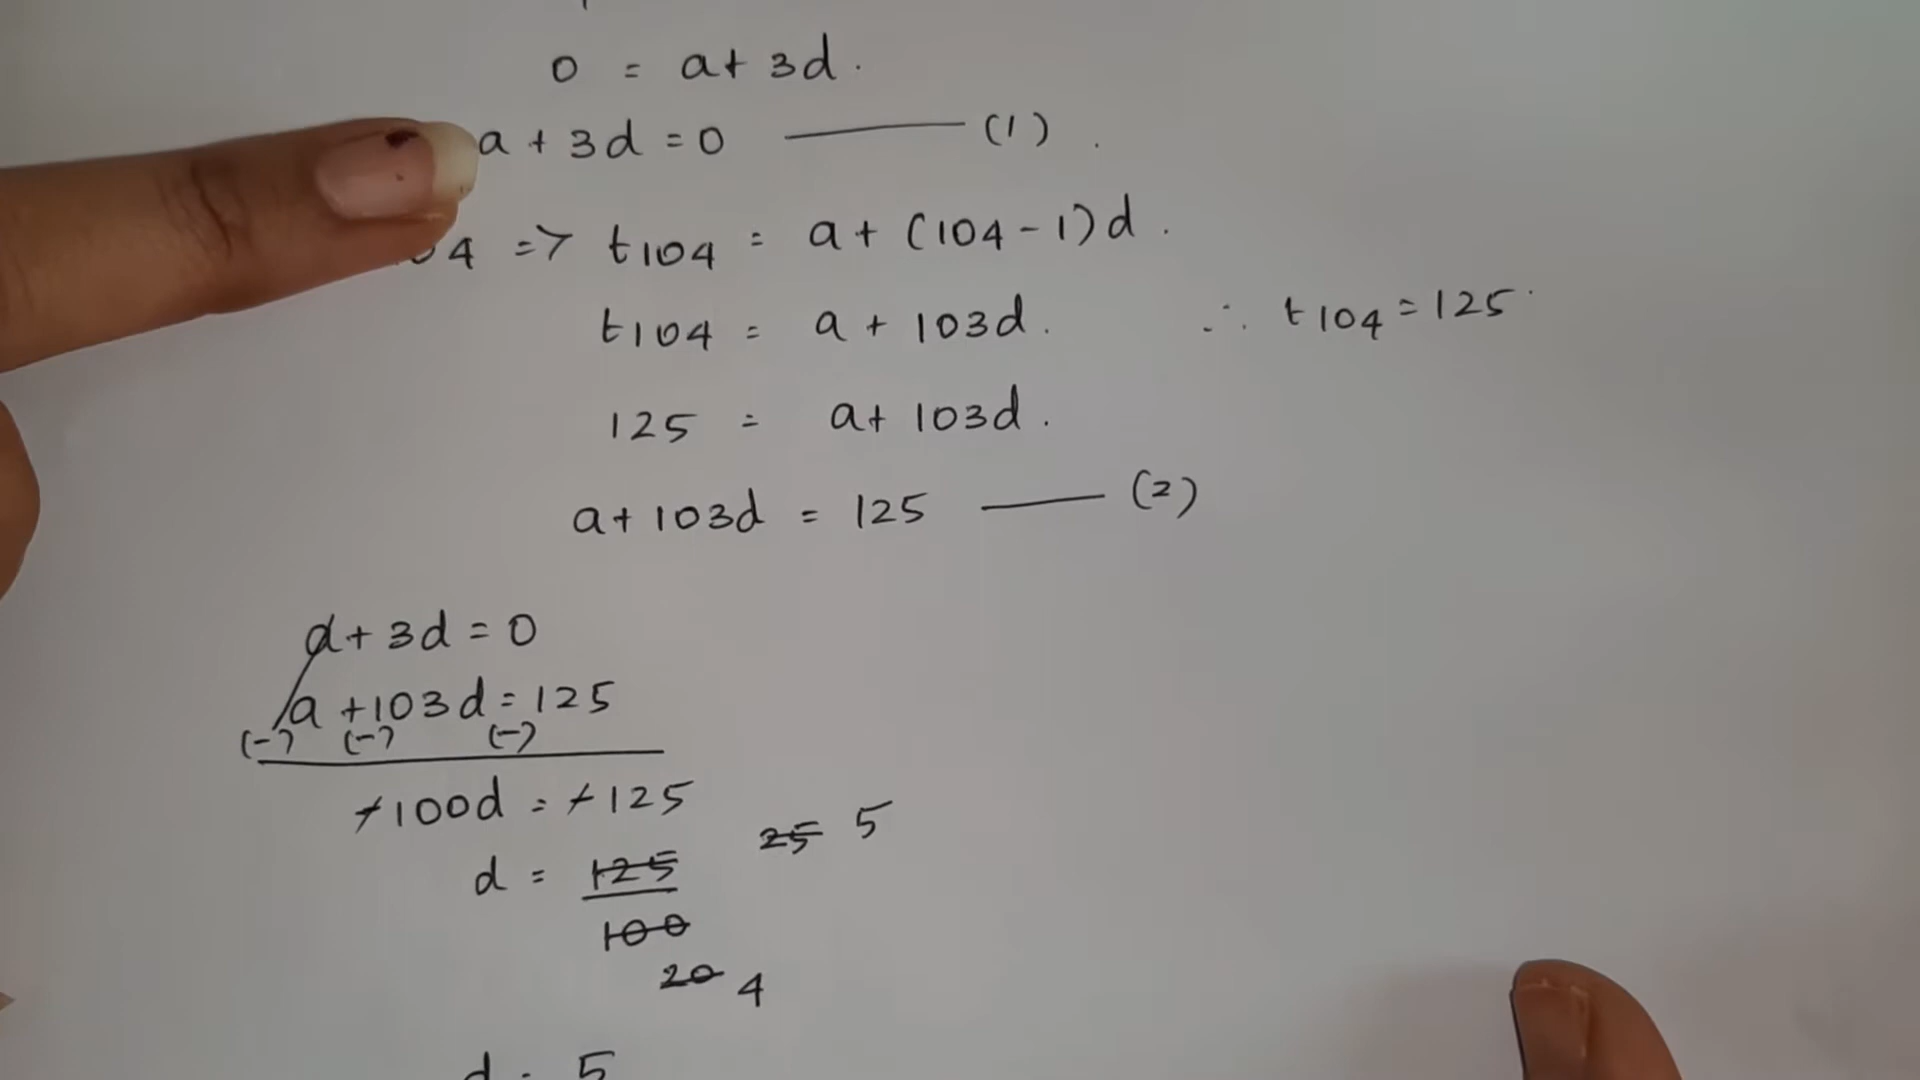 0 = a + 3d.
a + 3d = 0 ——— (1).
04 => t104 = a + (104 - 1)d.
t104 = a + 103d. ∴ t104 = 125.
125 = a + 103d.
a + 103d = 125 ——— (2)
a + 3d = 0
a + 103d = 125
(-) (-) (-)
-100d = -125
25 5
d = 125
100
20 4
d = 5